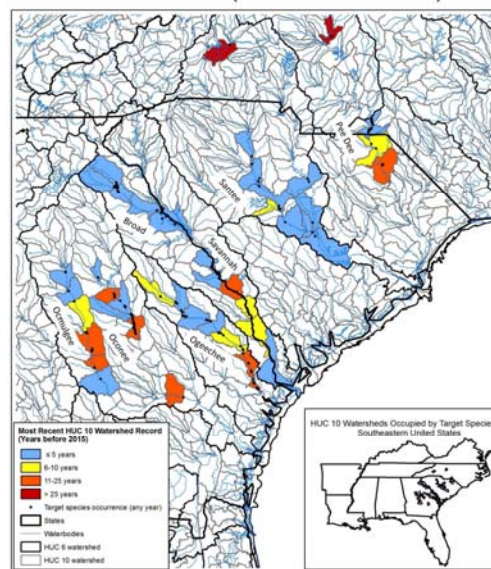 Pee Dee
Santee
Broad
Savannah
Ocmulgee
Oconee
Ogeechee
Most Recent HUC 10 Watershed Record
(Years before 2015)
≤ 5 years
6-10 years
11-25 years
> 25 years
Target species occurrence (any year)
States
Waterbodies
HUC 6 watershed
HUC 10 watershed
HUC 10 Watersheds Occupied by Target Species
Southeastern United States